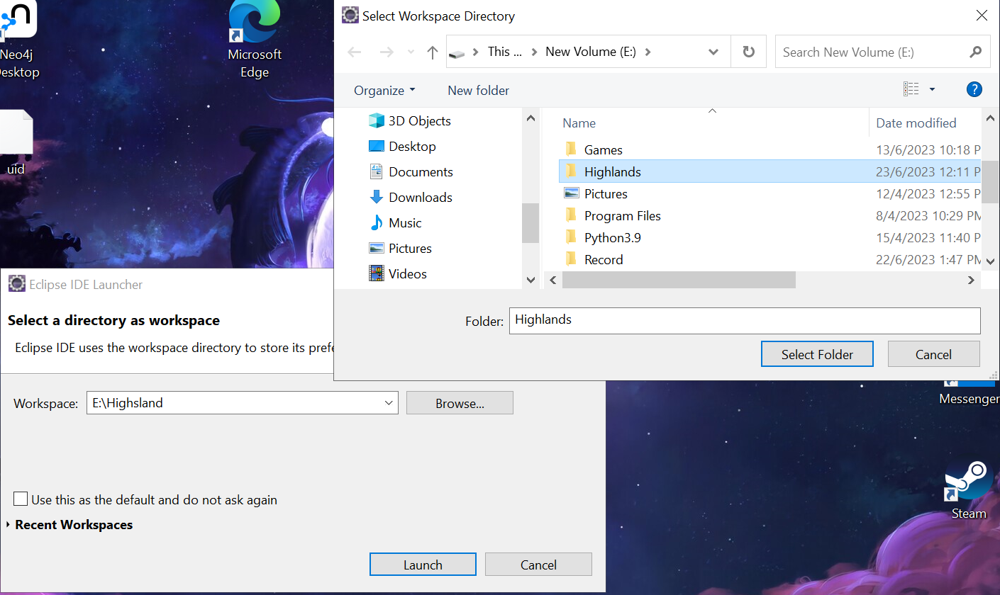 Neo4j
Desktop
Microsoft
Edge
uid
Select Workspace Directory
This ...
New Volume (E:)
Search New Volume (E:)
Organize
New folder
?
3D Objects
Desktop
Documents
Downloads
Music
Pictures
Videos
Name
Date modified
Games
13/6/2023 10:18 P
Highlands
23/6/2023 12:11 P
Pictures
12/4/2023 12:55 P
Program Files
8/4/2023 10:29 PM
Python3.9
15/4/2023 11:40 P
Record
22/6/2023 1:47 PM
Folder:
Highlands
Select Folder
Cancel
Eclipse IDE Launcher
Select a directory as workspace
Eclipse IDE uses the workspace directory to store its prefe
Workspace:
E:\Highsland
Browse...
Use this as the default and do not ask again
Recent Workspaces
Launch
Cancel
Messenger
Steam